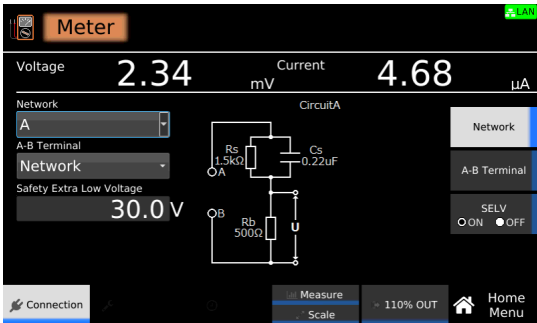 LAN
Meter
Voltage 2.34 mV
Current 4.68 µA
Network
A
A-B Terminal
Network
Safety Extra Low Voltage
30.0 V
CircuitA
Rs
1.5kΩ
Cs
0.22uF
A
B
Rb
500Ω
U
Network
A-B Terminal
SELV
ON OFF
Connection
Measure
Scale
110% OUT
Home
Menu